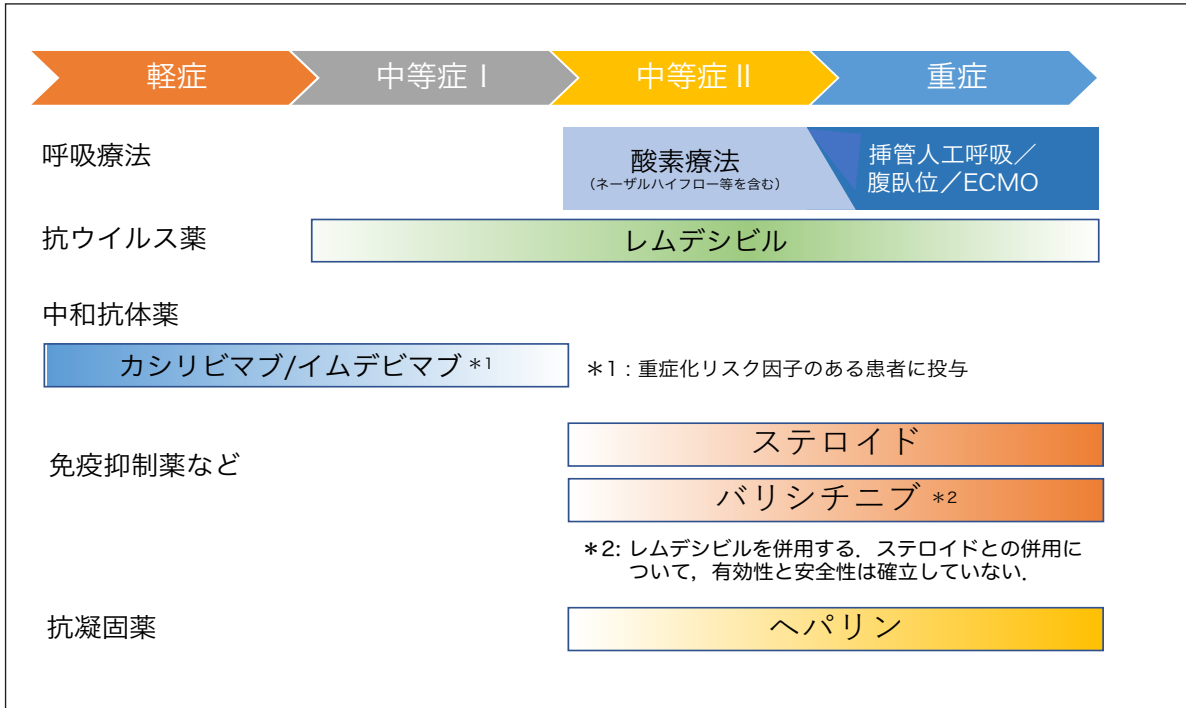 軽症
中等症Ⅰ
中等症Ⅱ
重症
呼吸療法
酸素療法
（ネーザルハイフロー等を含む）
挿管人工呼吸／
腹臥位／ECMO
抗ウイルス薬
レムデシビル
中和抗体薬
カシリビマブ/イムデビマブ *1
*1：重症化リスク因子のある患者に投与
免疫抑制薬など
ステロイド
バリシチニブ *2
*2: レムデシビルを併用する．ステロイドとの併用に
ついて，有効性と安全性は確立していない．
抗凝固薬
ヘパリン